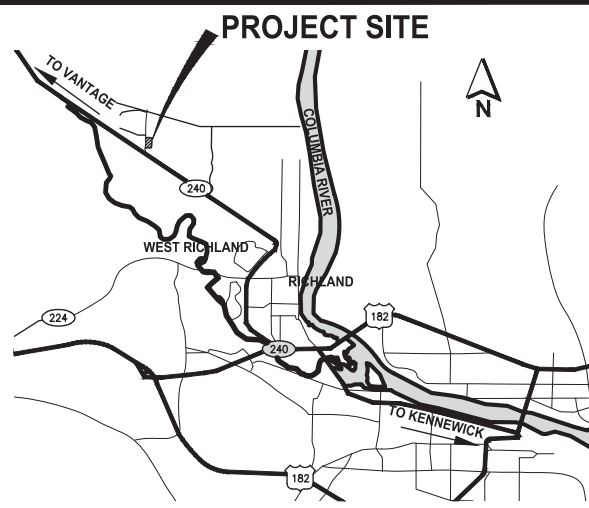 PROJECT SITE
TO VANTAGE
N
COLUMBIA RIVER
240
WEST RICHLAND
RICHLAND
224
182
240
TO KENNEWICK
182